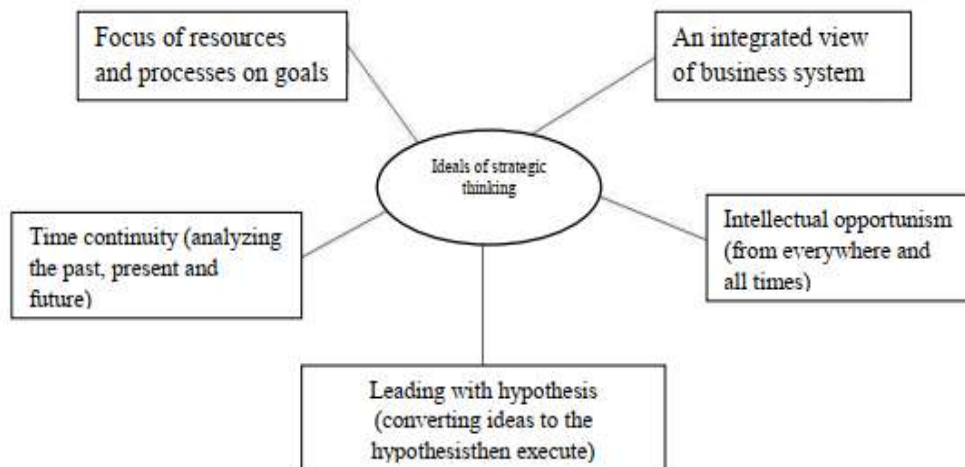 Focus of resources
and processes on goals
An integrated view
of business system
Ideals of strategic
thinking
Time continuity (analyzing
the past, present and
future)
Intellectual opportunism
(from everywhere and
all times)
Leading with hypothesis
(converting ideas to the
hypothesisthen execute)